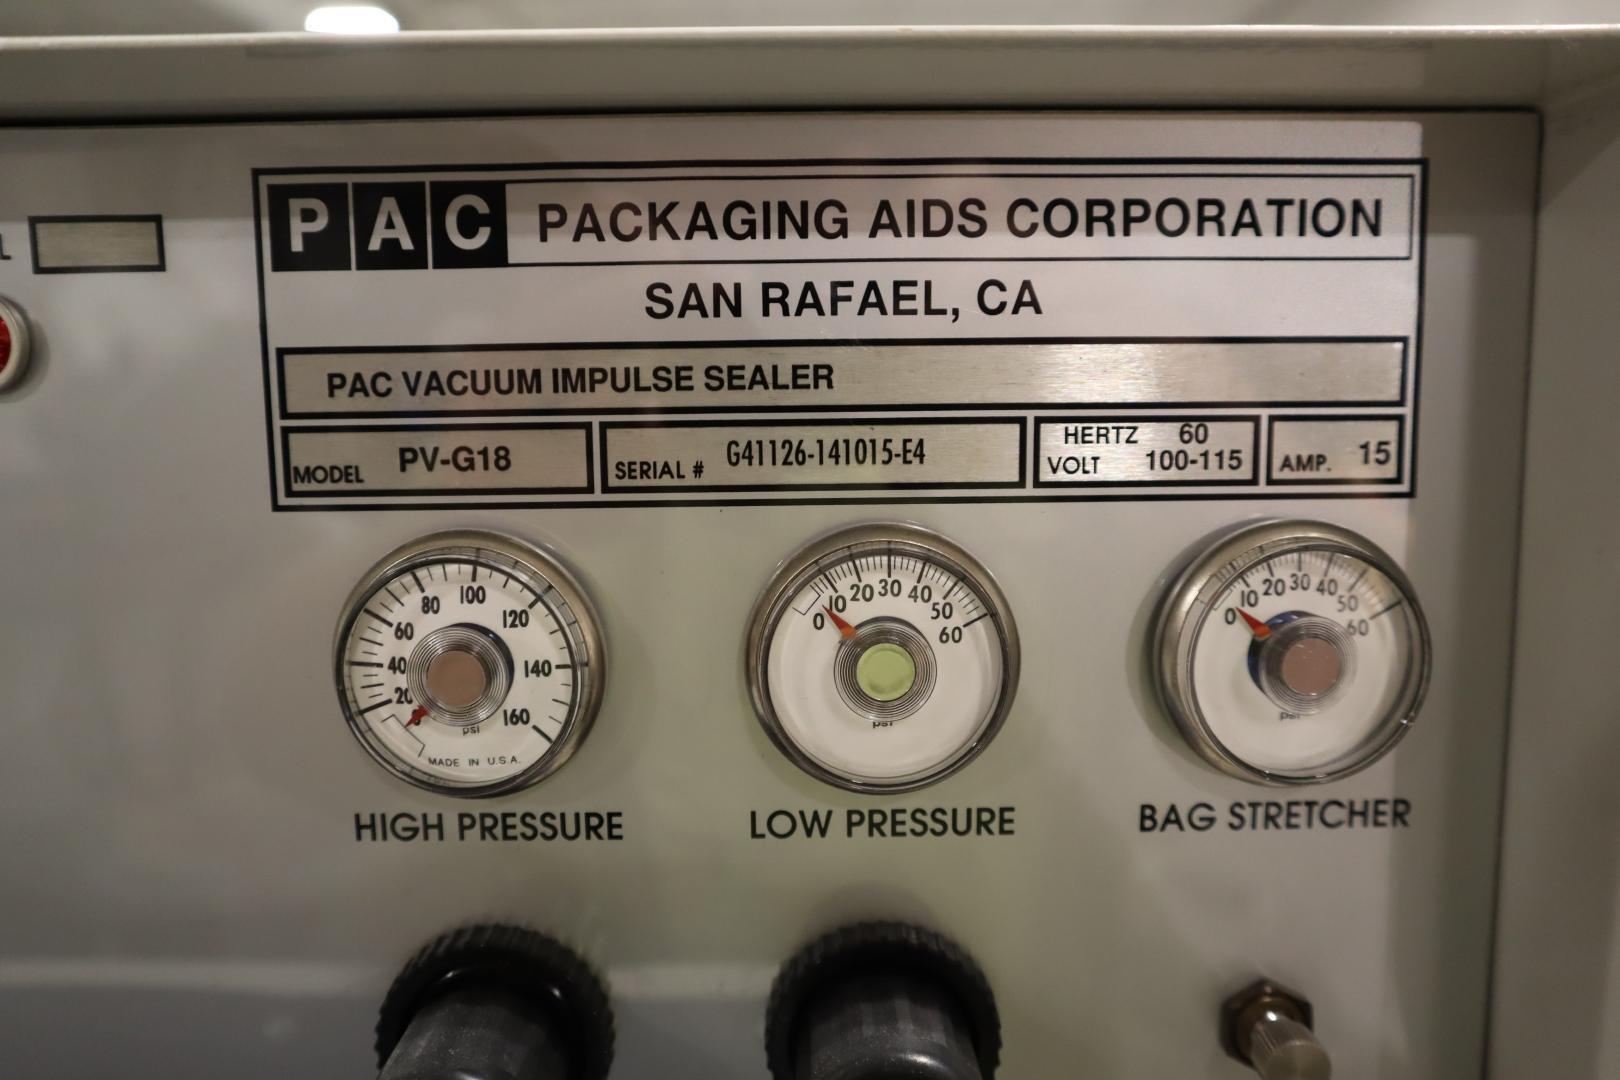 L
PAC PACKAGING AIDS CORPORATION
SAN RAFAEL, CA
PAC VACUUM IMPULSE SEALER
MODEL PV-G18
SERIAL # G41126-141015-E4
HERTZ 60
VOLT 100-115
AMP. 15
0 20 40 60 80 100 120 140 160
psi
MADE IN U.S.A.
HIGH PRESSURE
0 10 20 30 40 50 60
psi
LOW PRESSURE
0 10 20 30 40 50 60
psi
BAG STRETCHER